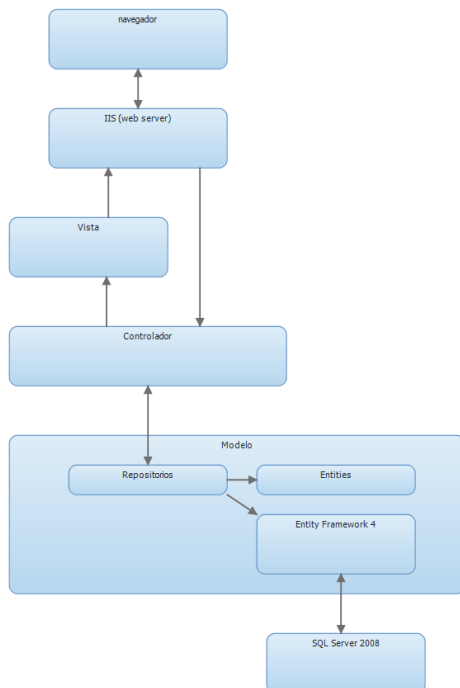 navegador
IIS (web server)
Vista
Controlador
Modelo
Repositorios
Entities
Entity Framework 4
SQL Server 2008